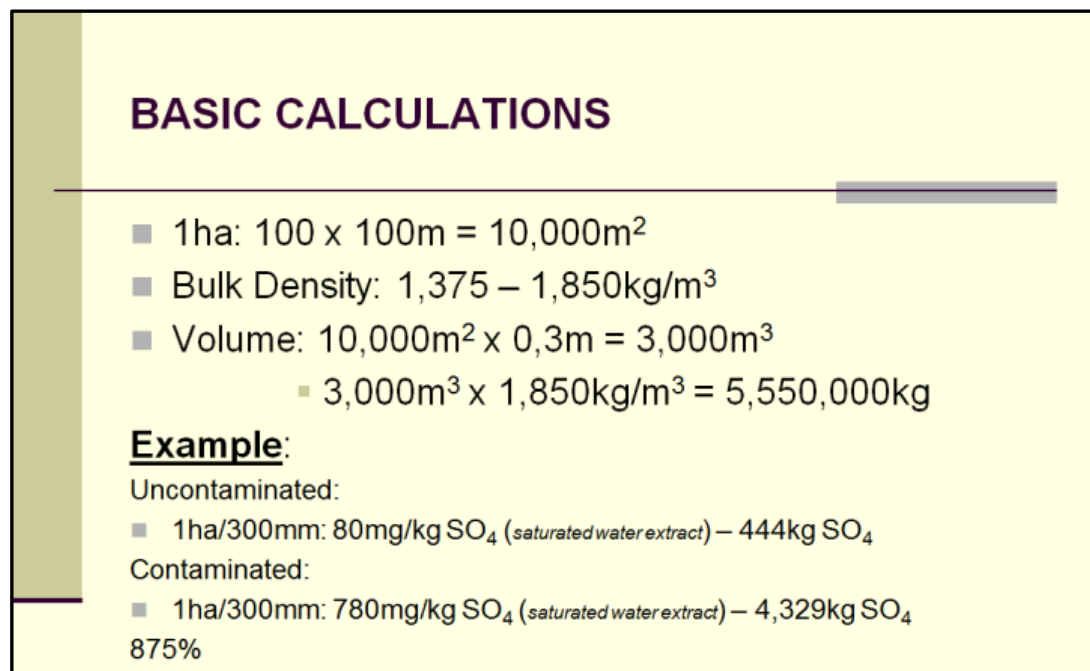 BASIC CALCULATIONS
1ha: 100 x 100m = 10,000m²
Bulk Density: 1,375 – 1,850kg/m³
Volume: 10,000m² x 0,3m = 3,000m³
3,000m³ x 1,850kg/m³ = 5,550,000kg
Example:
Uncontaminated:
1ha/300mm: 80mg/kg SO₄ (saturated water extract) – 444kg SO₄
Contaminated:
1ha/300mm: 780mg/kg SO₄ (saturated water extract) – 4,329kg SO₄
875%